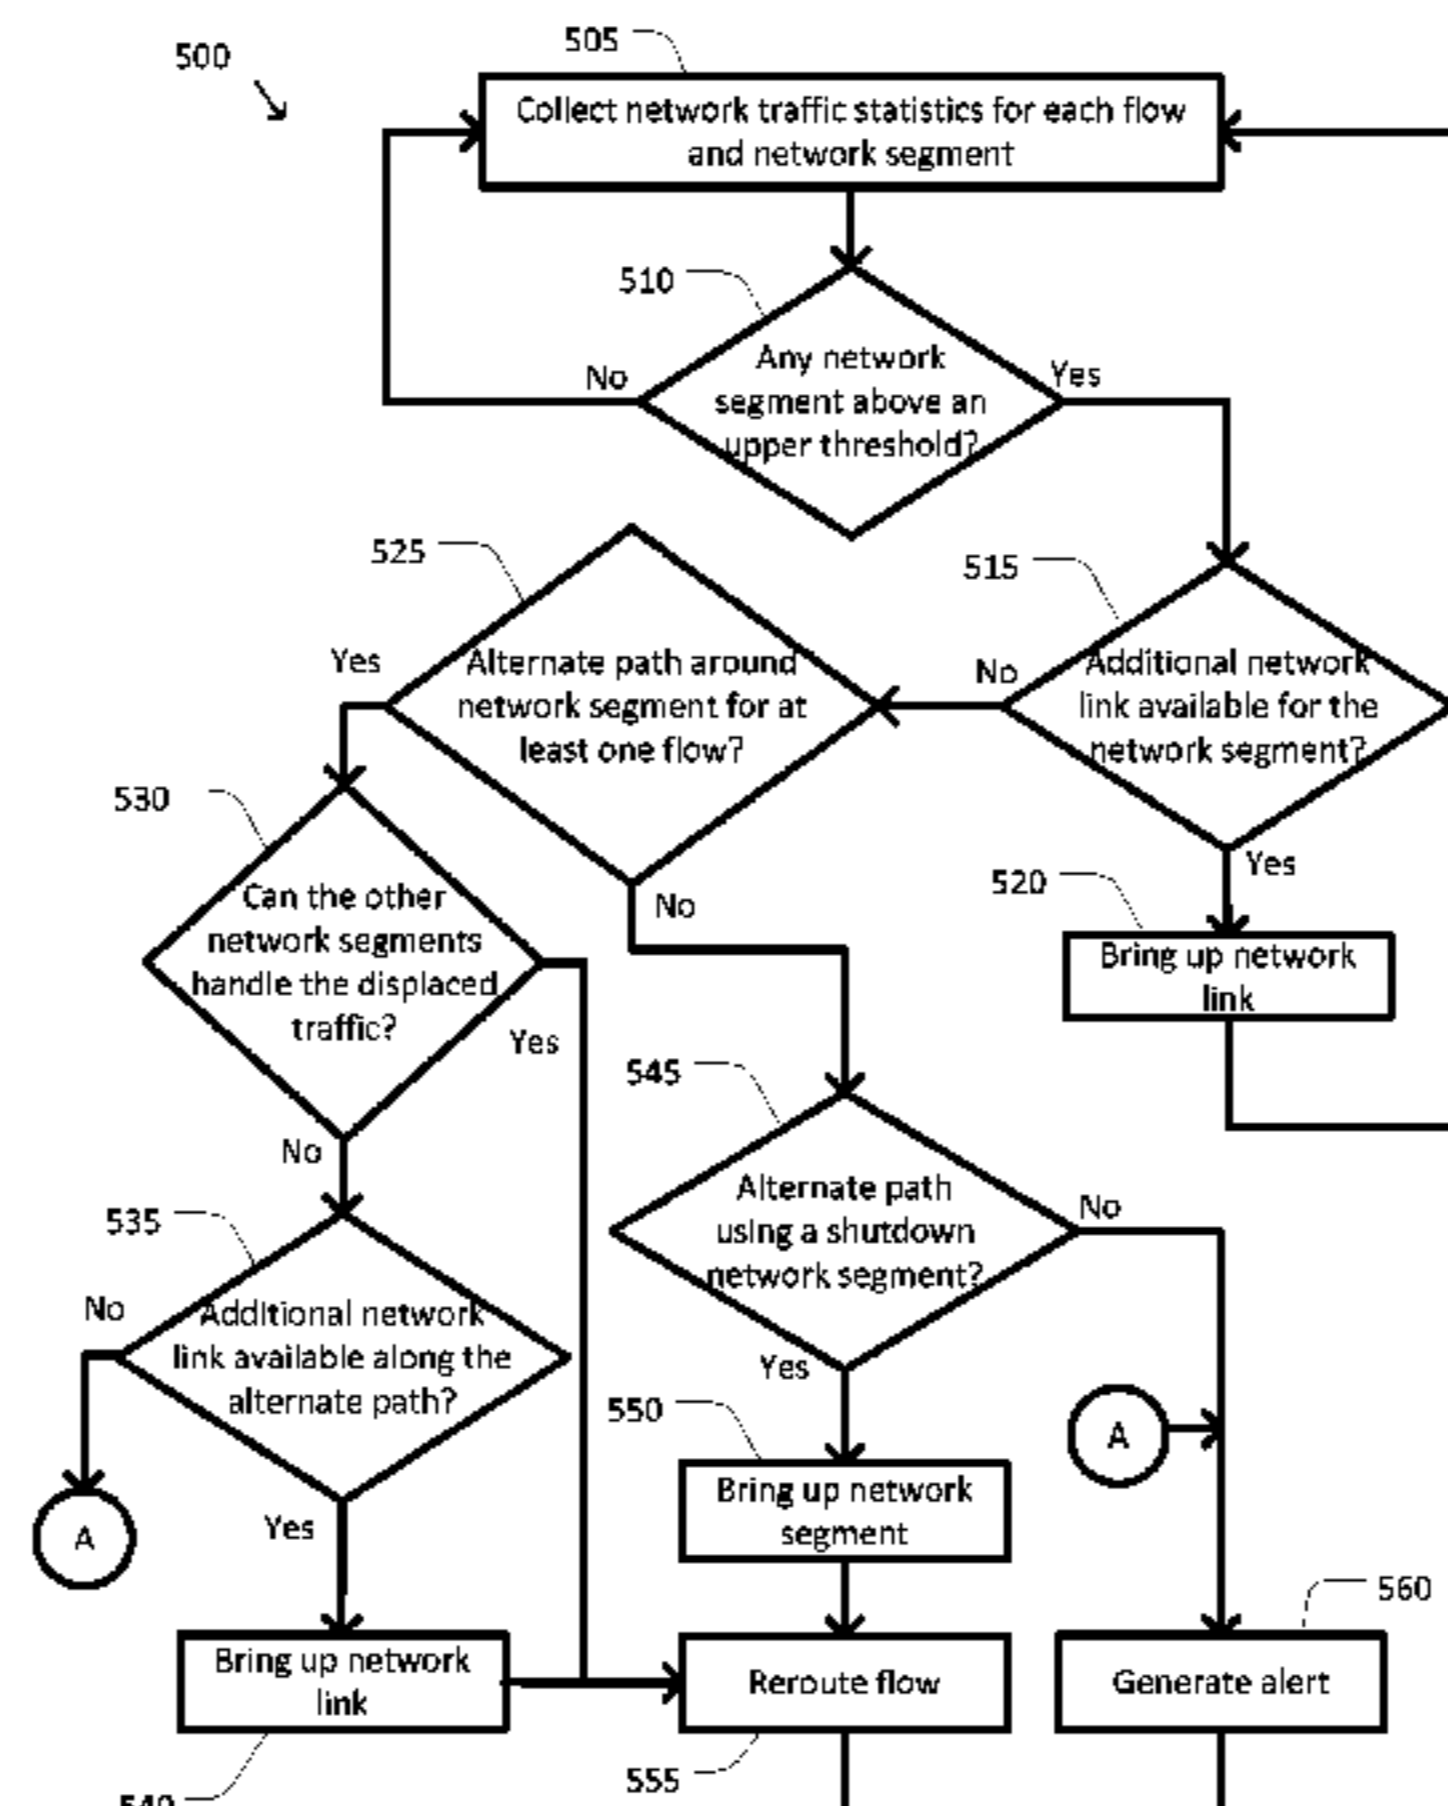 500
505
Collect network traffic statistics for each flow
and network segment
510
Any network
segment above an
upper threshold?
No
Yes
525
515
Yes
Alternate path around
network segment for at
least one flow?
No
Additional network
link available for the
network segment?
530
No
520
Yes
Can the other
network segments
handle the displaced
traffic?
Bring up network
link
Yes
545
No
Alternate path
using a shutdown
network segment?
No
535
No
Additional network
link available along the
alternate path?
Yes
550
A
Yes
A
Bring up network
segment
560
Bring up network
link
Reroute flow
Generate alert
555
540